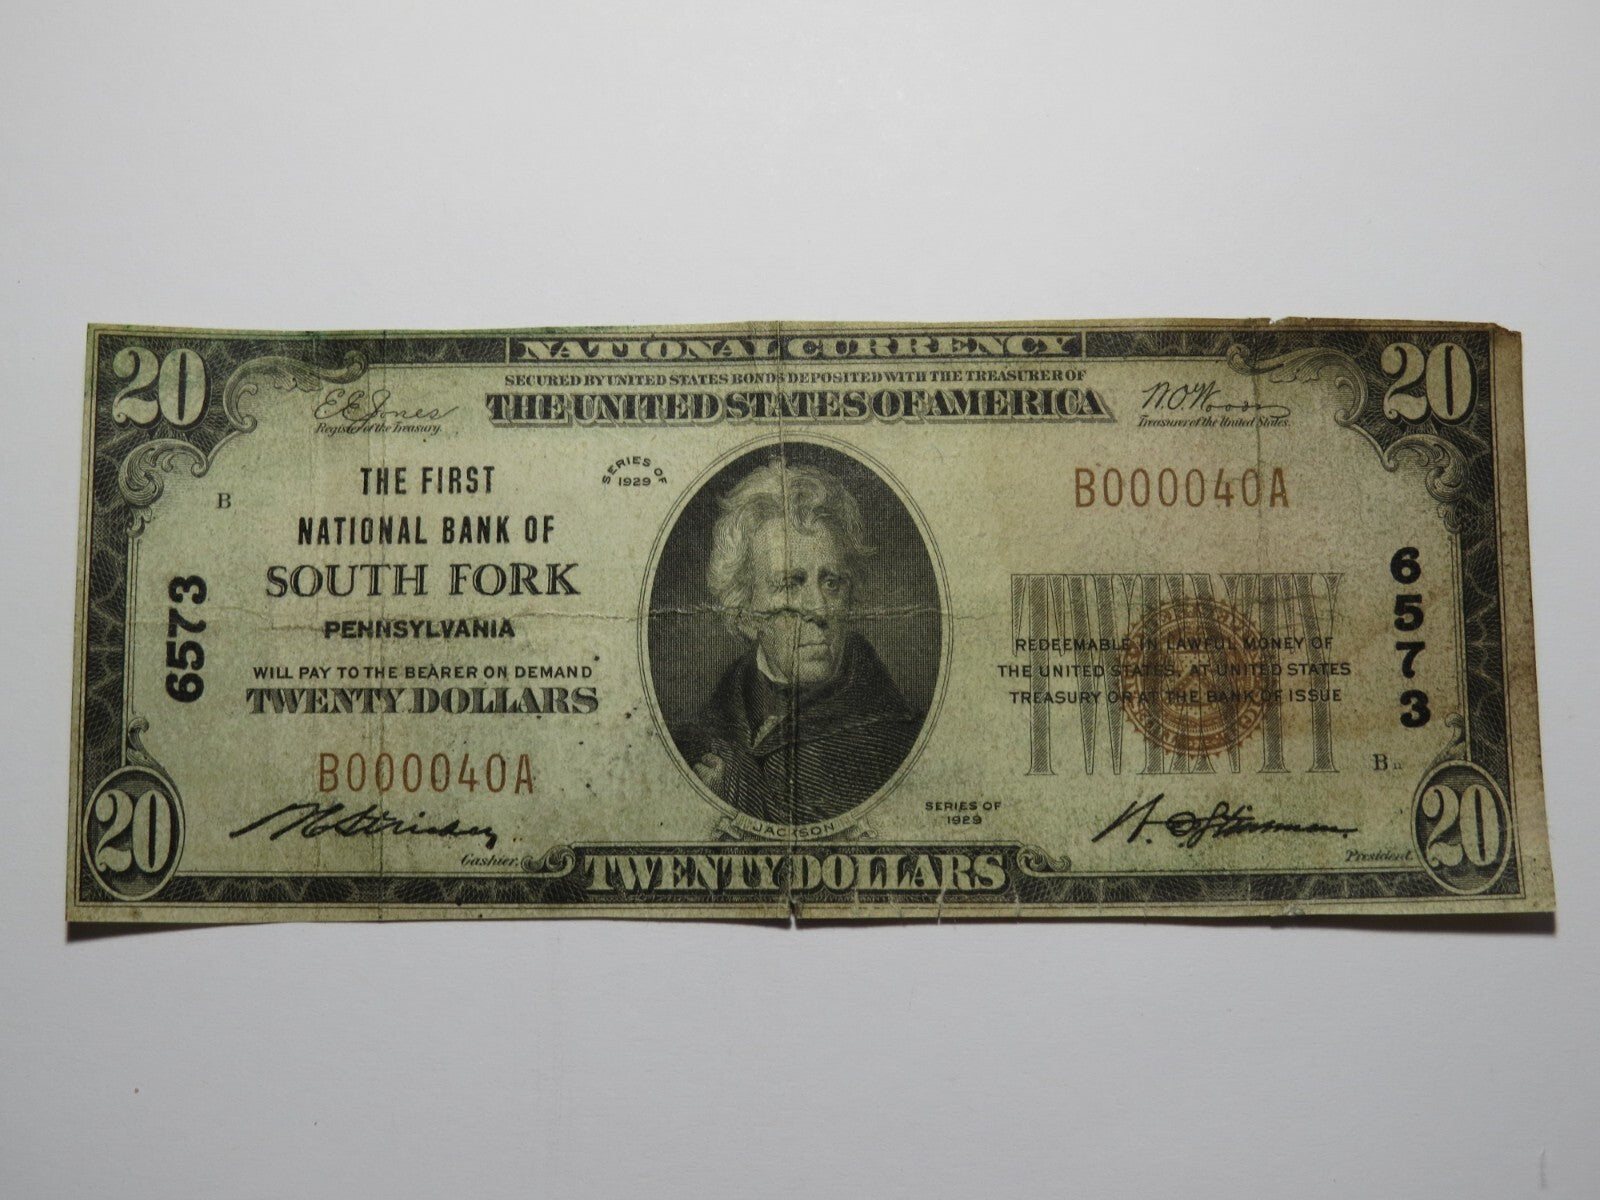 20 NATIONAL CURRENCY 20
SECURED BY UNITED STATES BONDS DEPOSITED WITH THE TREASURER OF
THE UNITED STATES OF AMERICA
E E Jones
Register of the Treasury.
W.O. Woods
Treasurer of the United States.
THE FIRST
NATIONAL BANK OF
SOUTH FORK
PENNSYLVANIA
WILL PAY TO THE BEARER ON DEMAND
TWENTY DOLLARS
B
6573
SERIES OF
1929
B000040A
6573
TWENTY
REDEEMABLE IN LAWFUL MONEY OF
THE UNITED STATES, AT UNITED STATES
TREASURY OR AT THE BANK OF ISSUE
B
B000040A
JACKSON
SERIES OF
1929
Cashier.
President.
20 TWENTY DOLLARS 20